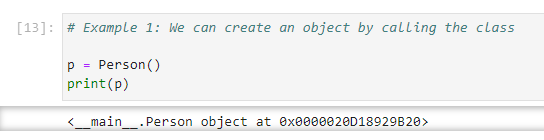 [13]: # Example 1: We can create an object by calling the class
p = Person()
print(p)
<__main__.Person object at 0x0000020D18929B20>